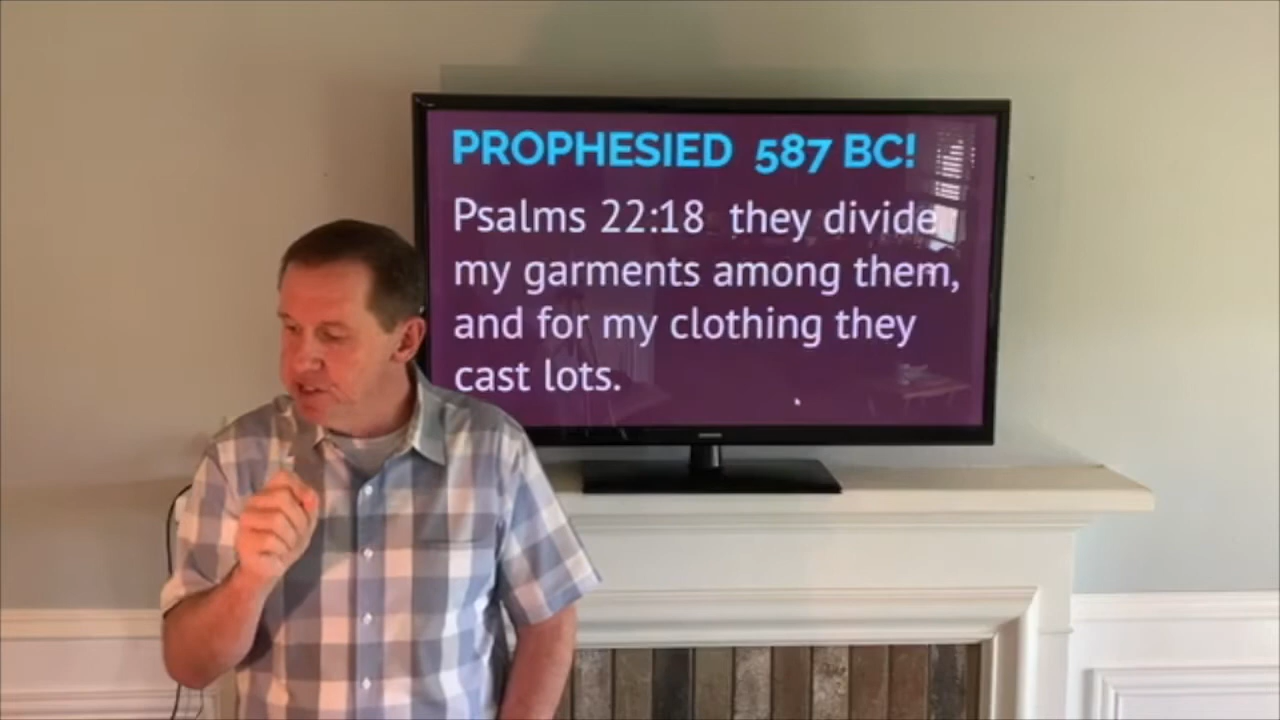 PROPHESIED 587 BC!
Psalms 22:18 they divide
my garments among them,
and for my clothing they
cast lots.